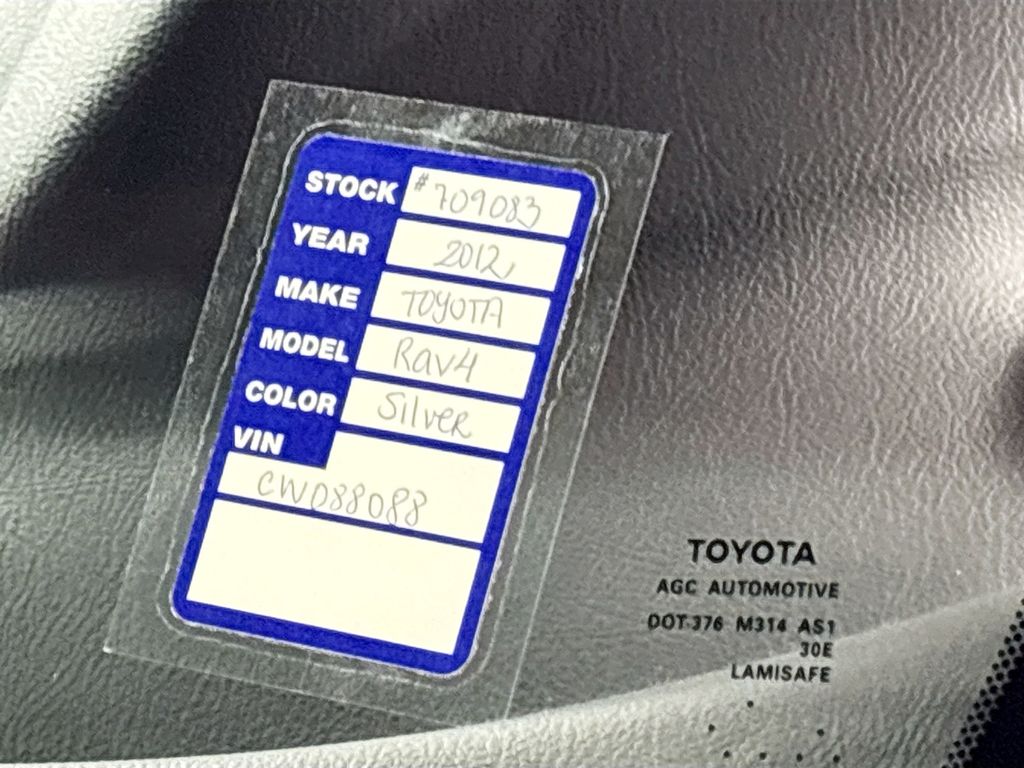 STOCK #709083
YEAR 2012
MAKE TOYOTA
MODEL Rav4
COLOR Silver
VIN
CW088088
TOYOTA
AGC AUTOMOTIVE
DOT-376 M314 AS1
30E
LAMISAFE